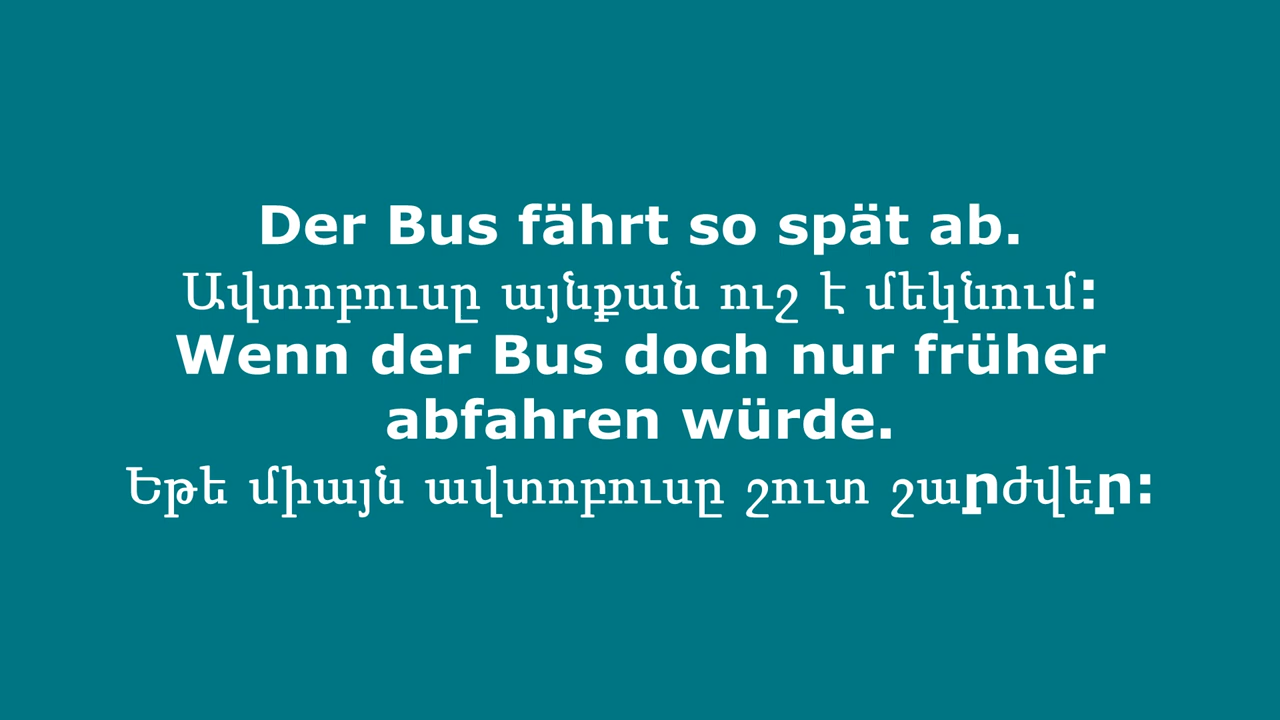 Der Bus fährt so spät ab.
Ավտոբուսը այնքան ուշ է մեկնում:
Wenn der Bus doch nur früher
abfahren würde.
Եթե միայն ավտոբուսը շուտ շարժվեր: